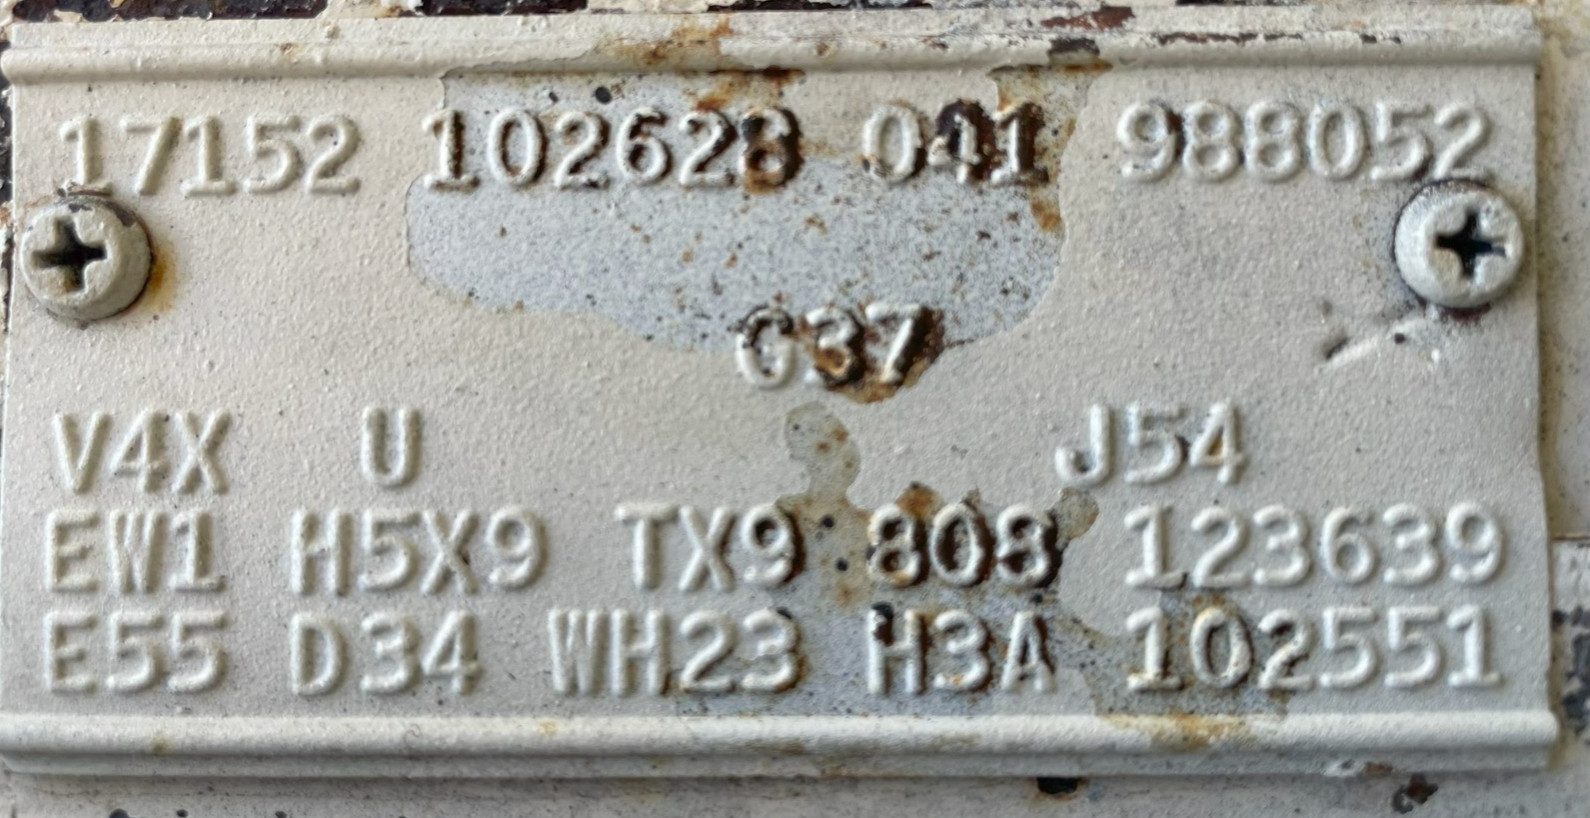 17152 102628 041 988052
G37
V4X U J54
EW1 H5X9 TX9 808 123639
E55 D34 WH23 H3A 102551